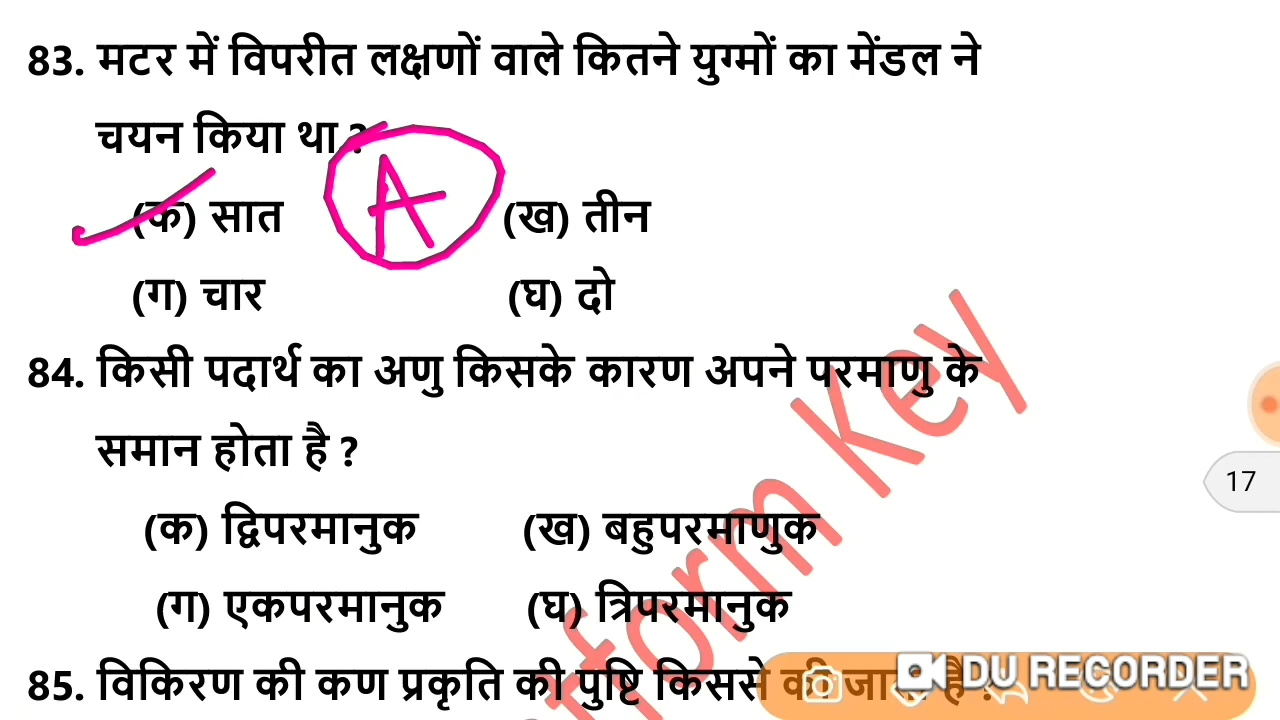 83. मटर में विपरीत लक्षणों वाले कितने युग्मों का मेंडल ने
चयन किया था ?
(क) सात A (ख) तीन
(ग) चार (घ) दो
84. किसी पदार्थ का अणु किसके कारण अपने परमाणु के
समान होता है ?
(क) द्विपरमानुक (ख) बहुपरमाणुक
(ग) एकपरमानुक (घ) त्रिपरमानुक
17
85. विकिरण की कण प्रकृति की पुष्टि किससे की जाती है ?
form Key
DU RECORDER